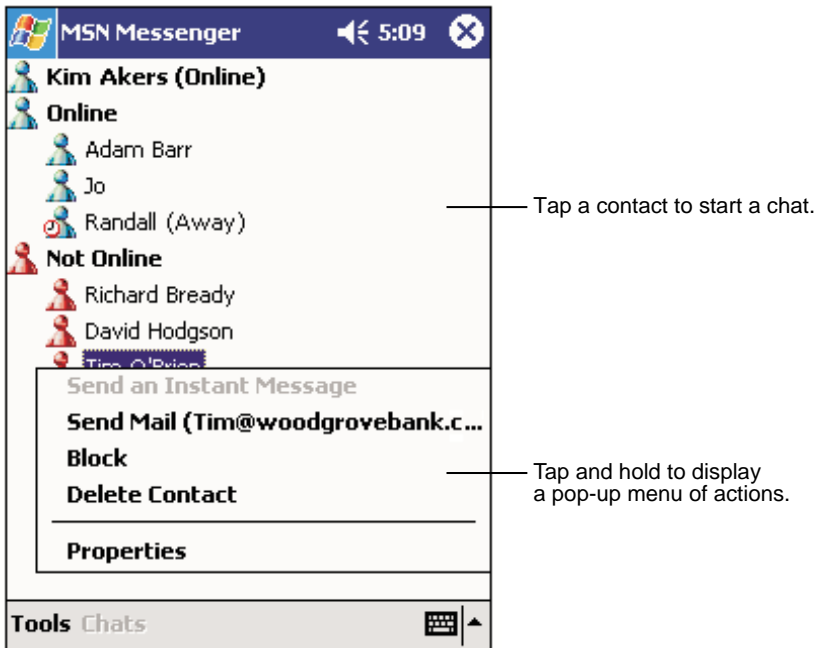 MSN Messenger 5:09
Kim Akers (Online)
Online
Adam Barr
Jo
Randall (Away)
Tap a contact to start a chat.
Not Online
Richard Bready
David Hodgson
Tim O'Brien
Send an Instant Message
Send Mail (Tim@woodgrovebank.c...
Block
Delete Contact
Properties
Tap and hold to display
a pop-up menu of actions.
Tools Chats